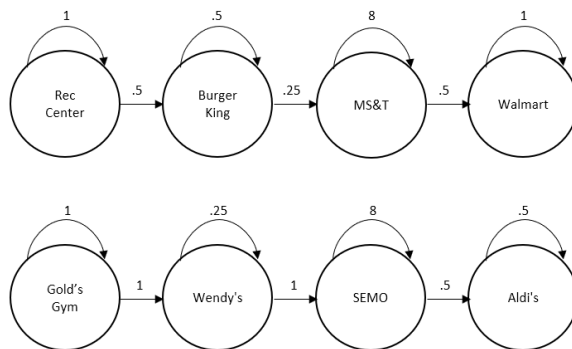 1
.5
8
1
Rec
Center
.5
Burger
King
.25
MS&T
.5
Walmart
1
.25
8
.5
Gold's
Gym
1
Wendy's
1
SEMO
.5
Aldi's